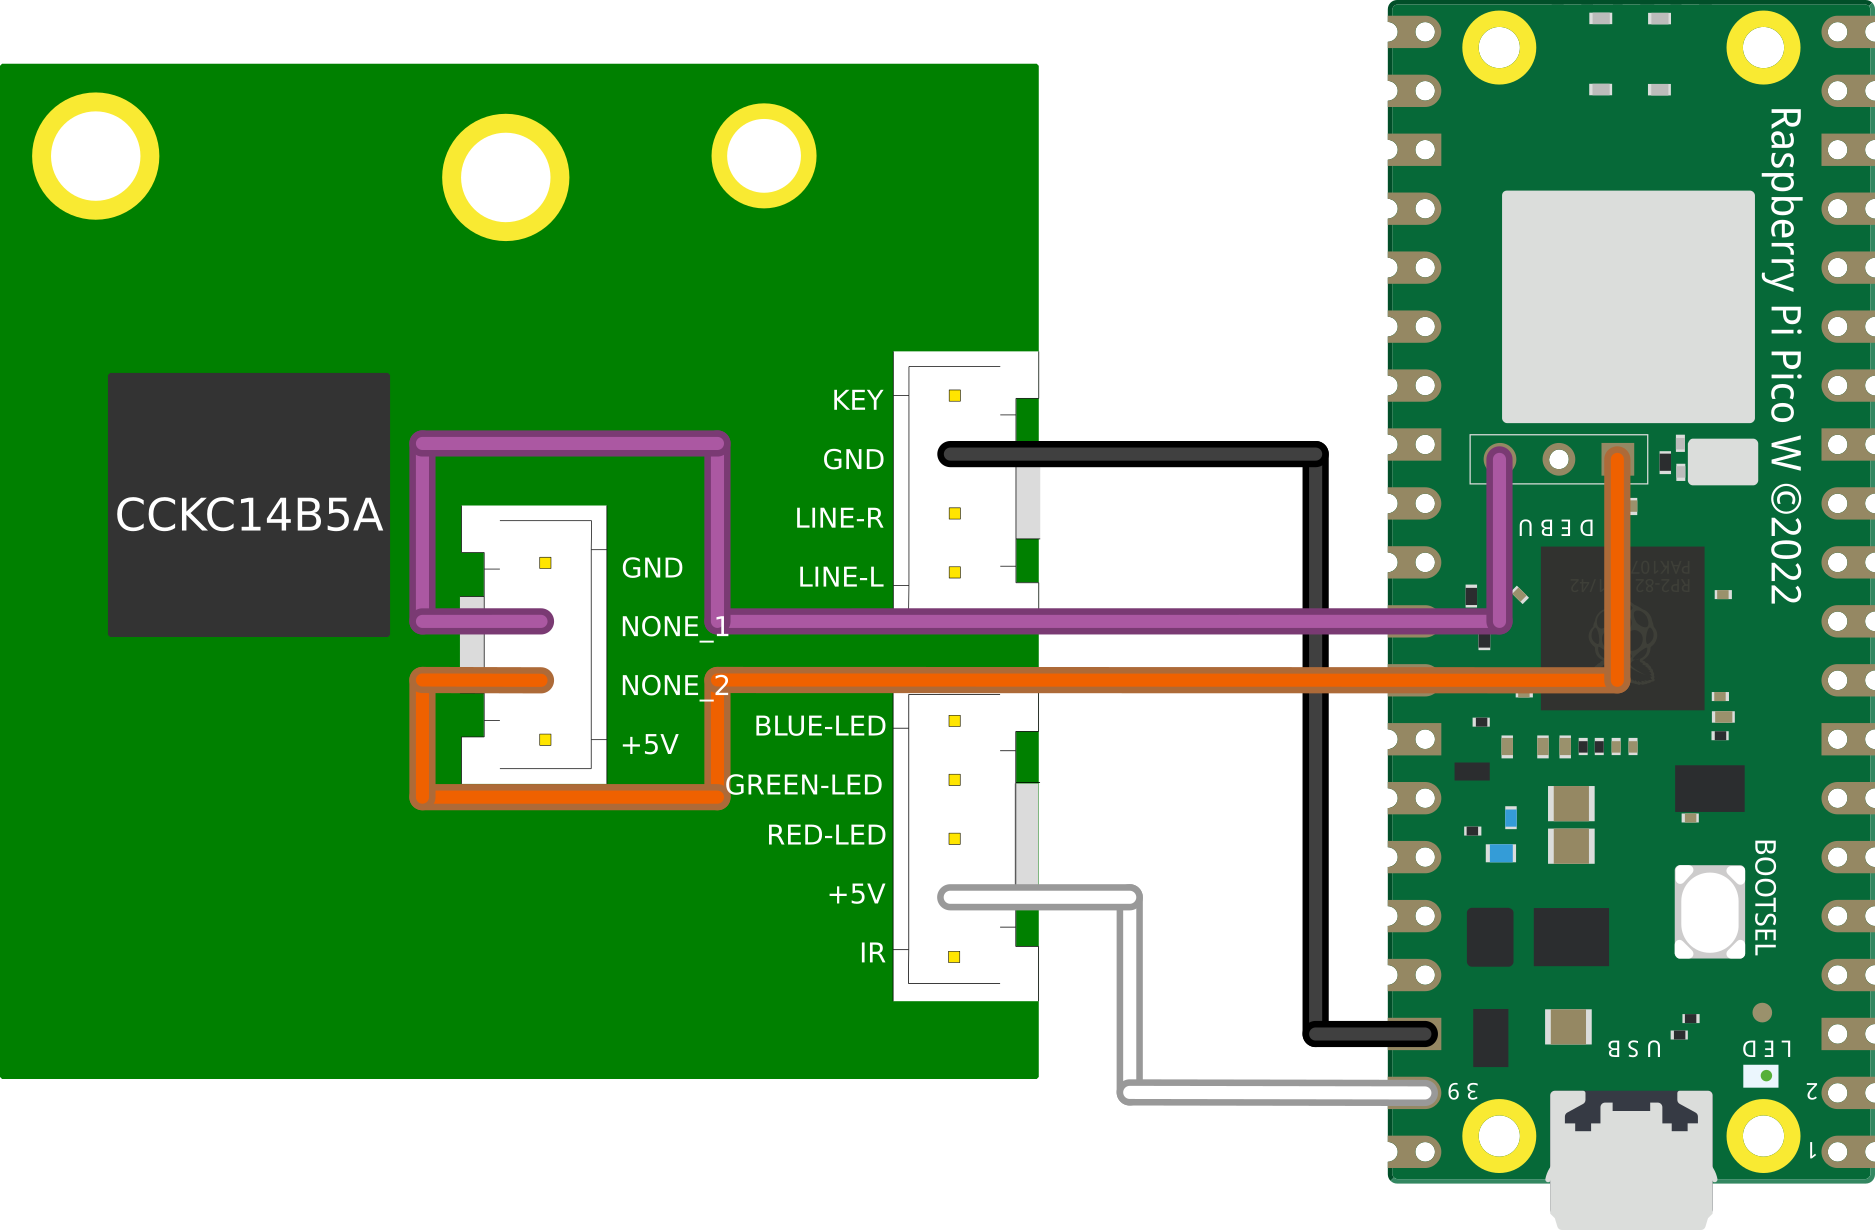 CCKC14B5A
GND
NONE_1
NONE_2
+5V
KEY
GND
LINE-R
LINE-L
BLUE-LED
GREEN-LED
RED-LED
+5V
IR
Raspberry Pi Pico W ©2022
DEBU
BOOTSEL
USB
LED
39
2
1